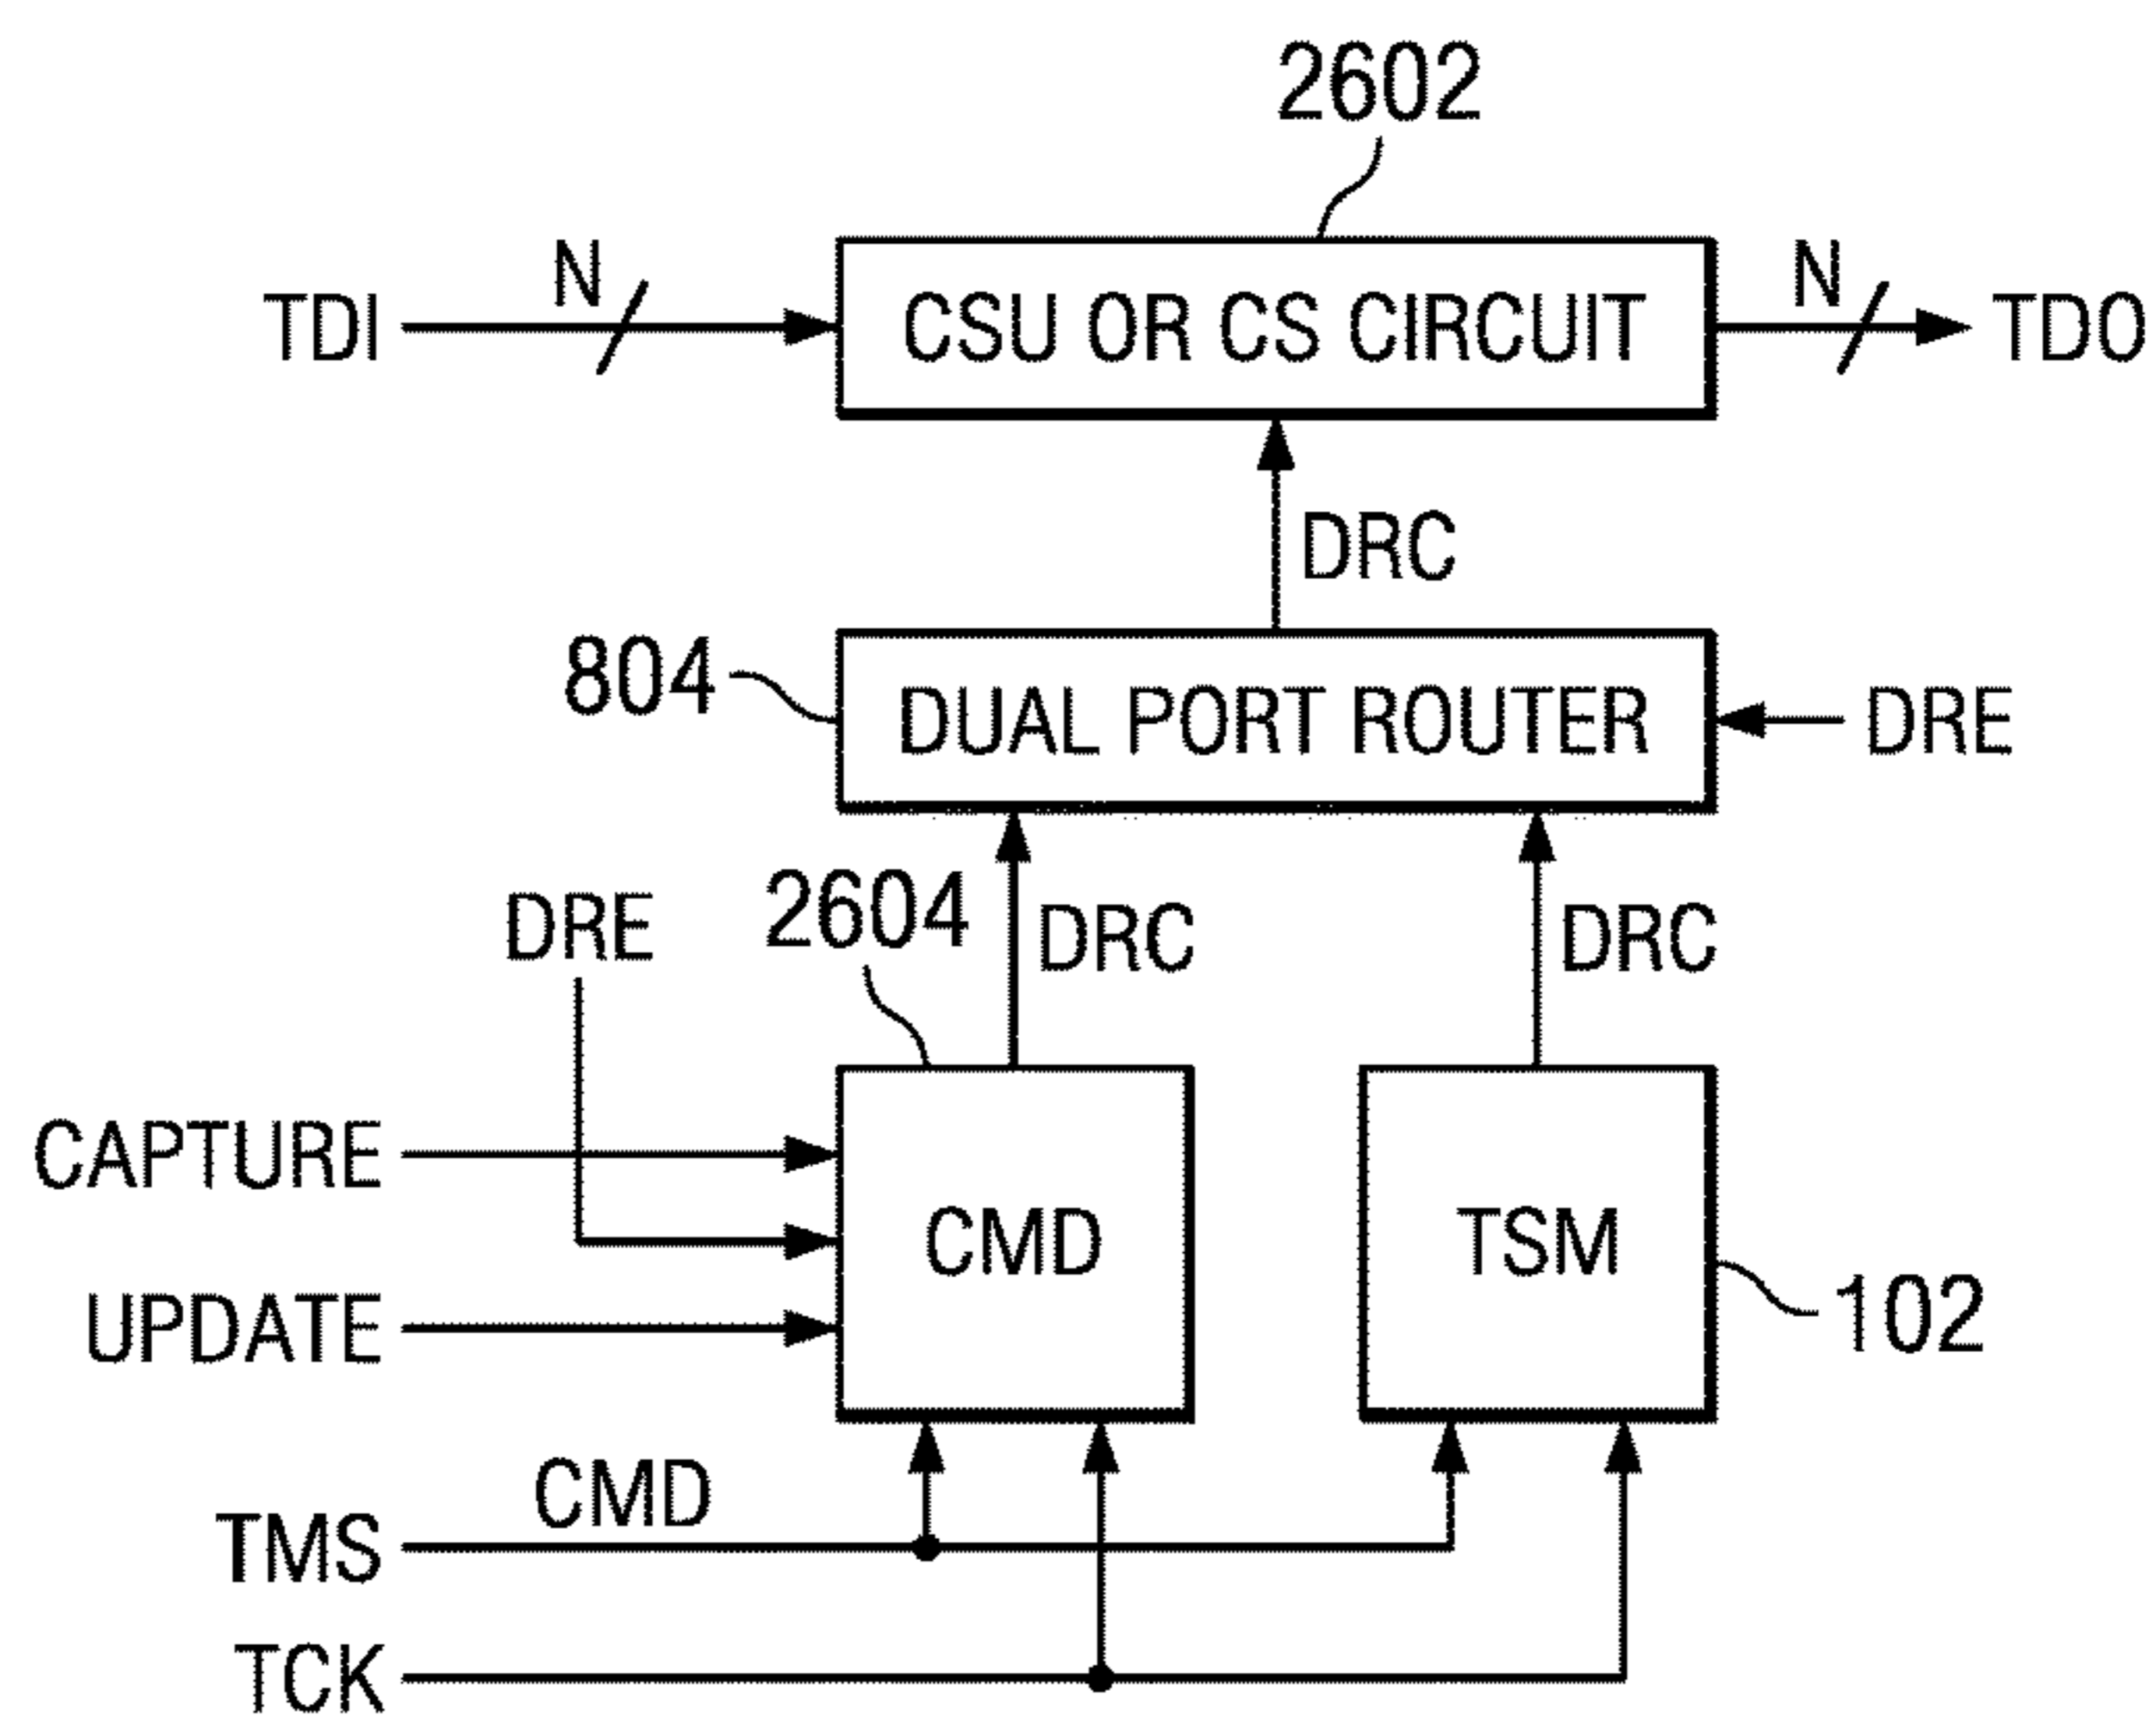 2602
N
N
TDI
CSU OR CS CIRCUIT
TDO
DRC
804
DUAL PORT ROUTER
DRE
DRE
2604
DRC
DRC
CAPTURE
CMD
TSM
UPDATE
102
CMD
TMS
TCK